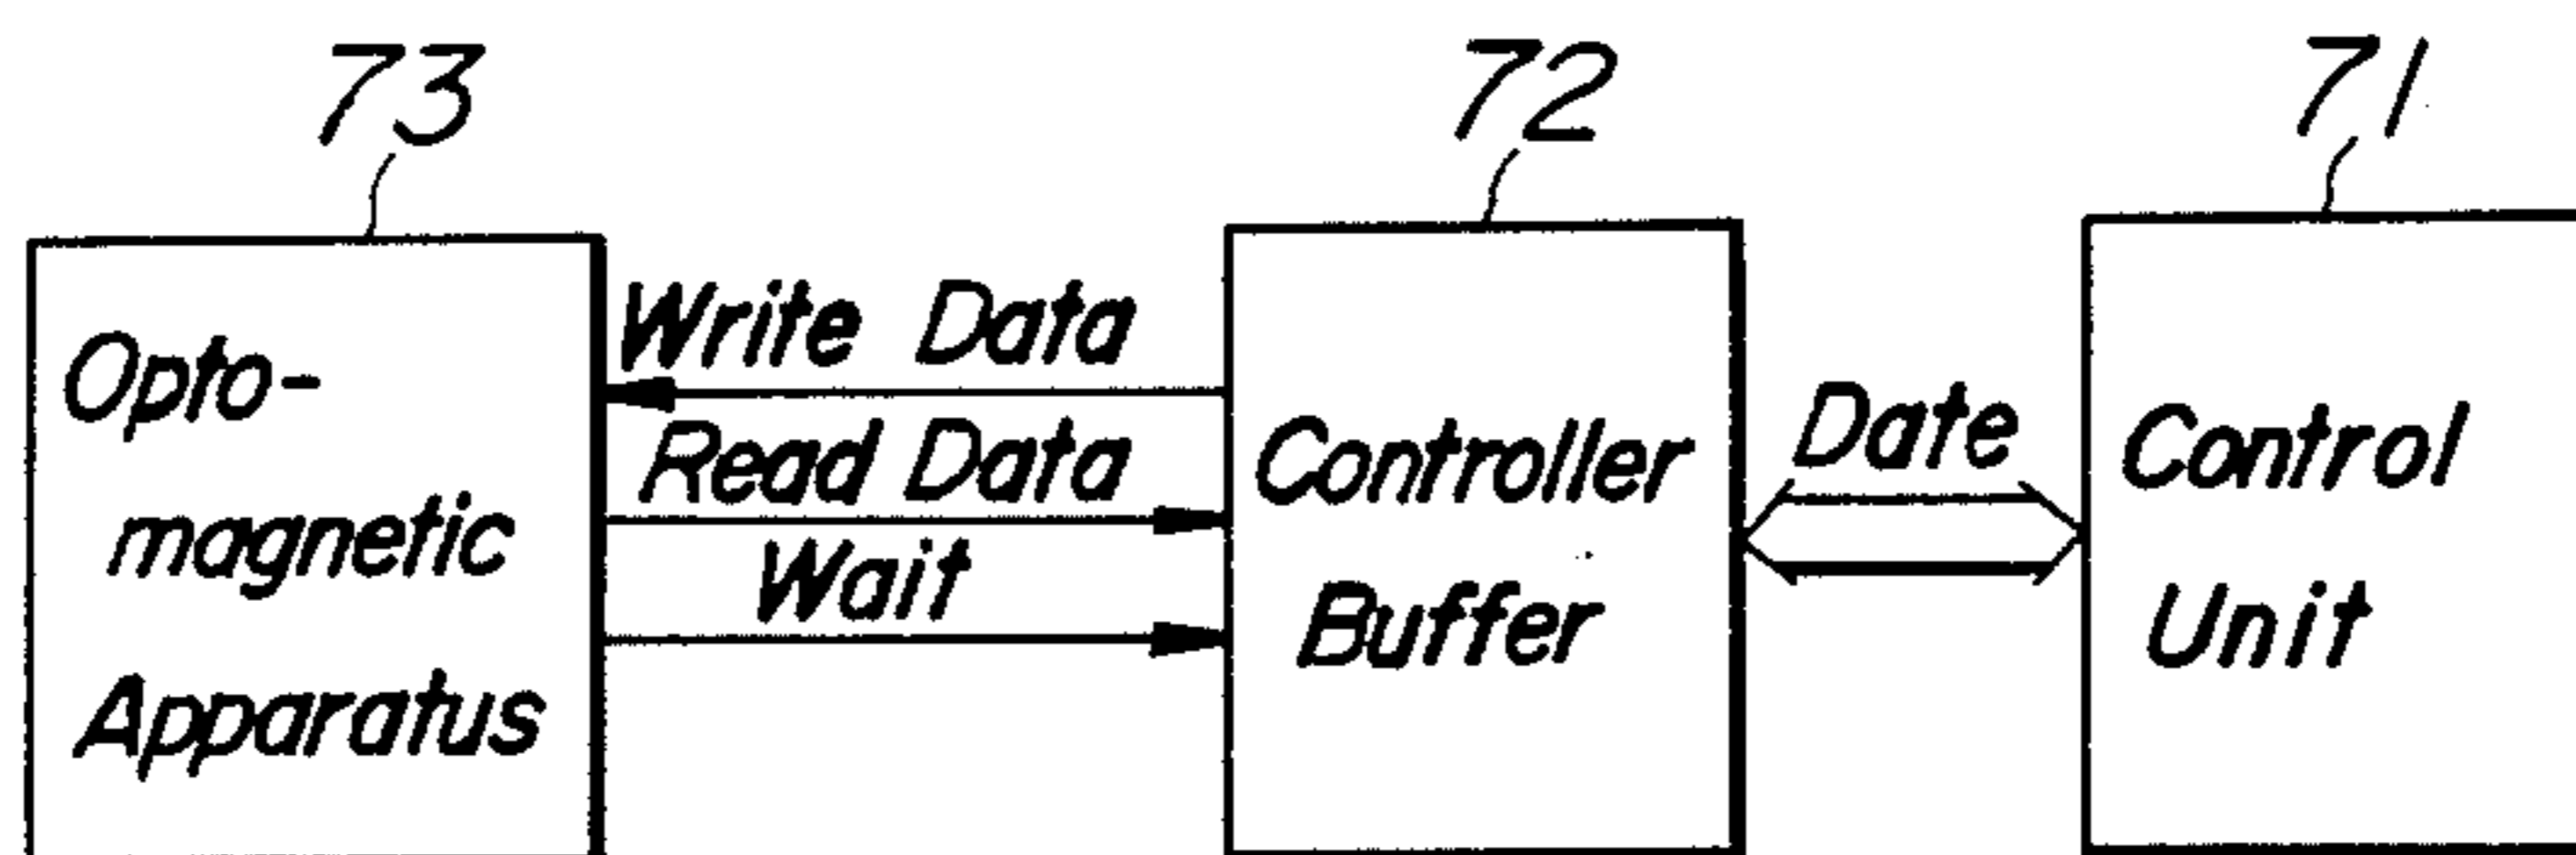 73
72
71
Opto-
magnetic
Apparatus
Write Data
Read Data
Wait
Controller
Buffer
Date
Control
Unit